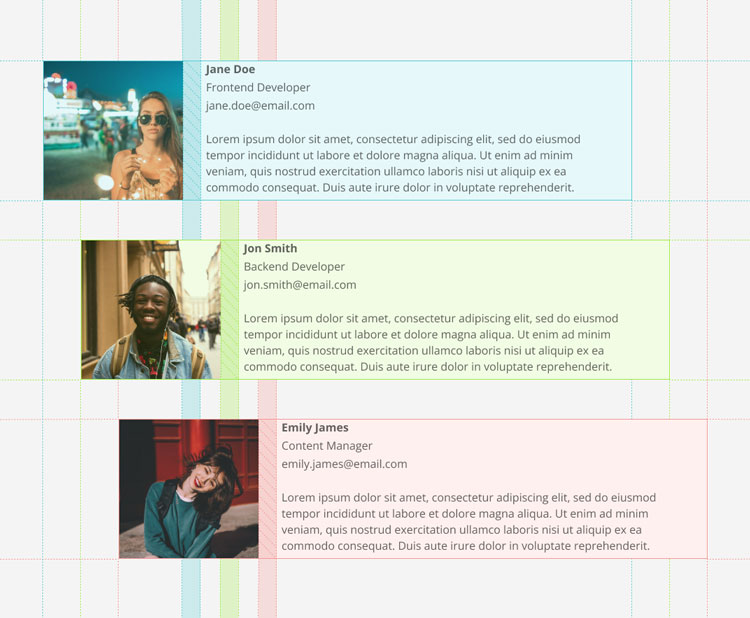 Jane Doe
Frontend Developer
jane.doe@email.com
Lorem ipsum dolor sit amet, consectetur adipiscing elit, sed do eiusmod
tempor incididunt ut labore et dolore magna aliqua. Ut enim ad minim
veniam, quis nostrud exercitation ullamco laboris nisi ut aliquip ex ea
commodo consequat. Duis aute irure dolor in voluptate reprehenderit.
Jon Smith
Backend Developer
jon.smith@email.com
Lorem ipsum dolor sit amet, consectetur adipiscing elit, sed do eiusmod
tempor incididunt ut labore et dolore magna aliqua. Ut enim ad minim
veniam, quis nostrud exercitation ullamco laboris nisi ut aliquip ex ea
commodo consequat. Duis aute irure dolor in voluptate reprehenderit.
Emily James
Content Manager
emily.james@email.com
Lorem ipsum dolor sit amet, consectetur adipiscing elit, sed do eiusmod
tempor incididunt ut labore et dolore magna aliqua. Ut enim ad minim
veniam, quis nostrud exercitation ullamco laboris nisi ut aliquip ex ea
commodo consequat. Duis aute irure dolor in voluptate reprehenderit.